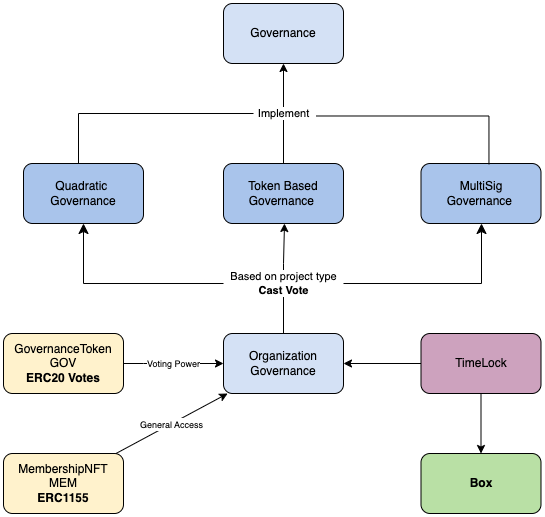 Governance
Implement
Quadratic
Governance
Token Based
Governance
MultiSig
Governance
Based on project type
Cast Vote
GovernanceToken
GOV
ERC20 Votes
Voting Power
Organization
Governance
TimeLock
General Access
MembershipNFT
MEM
ERC1155
Box